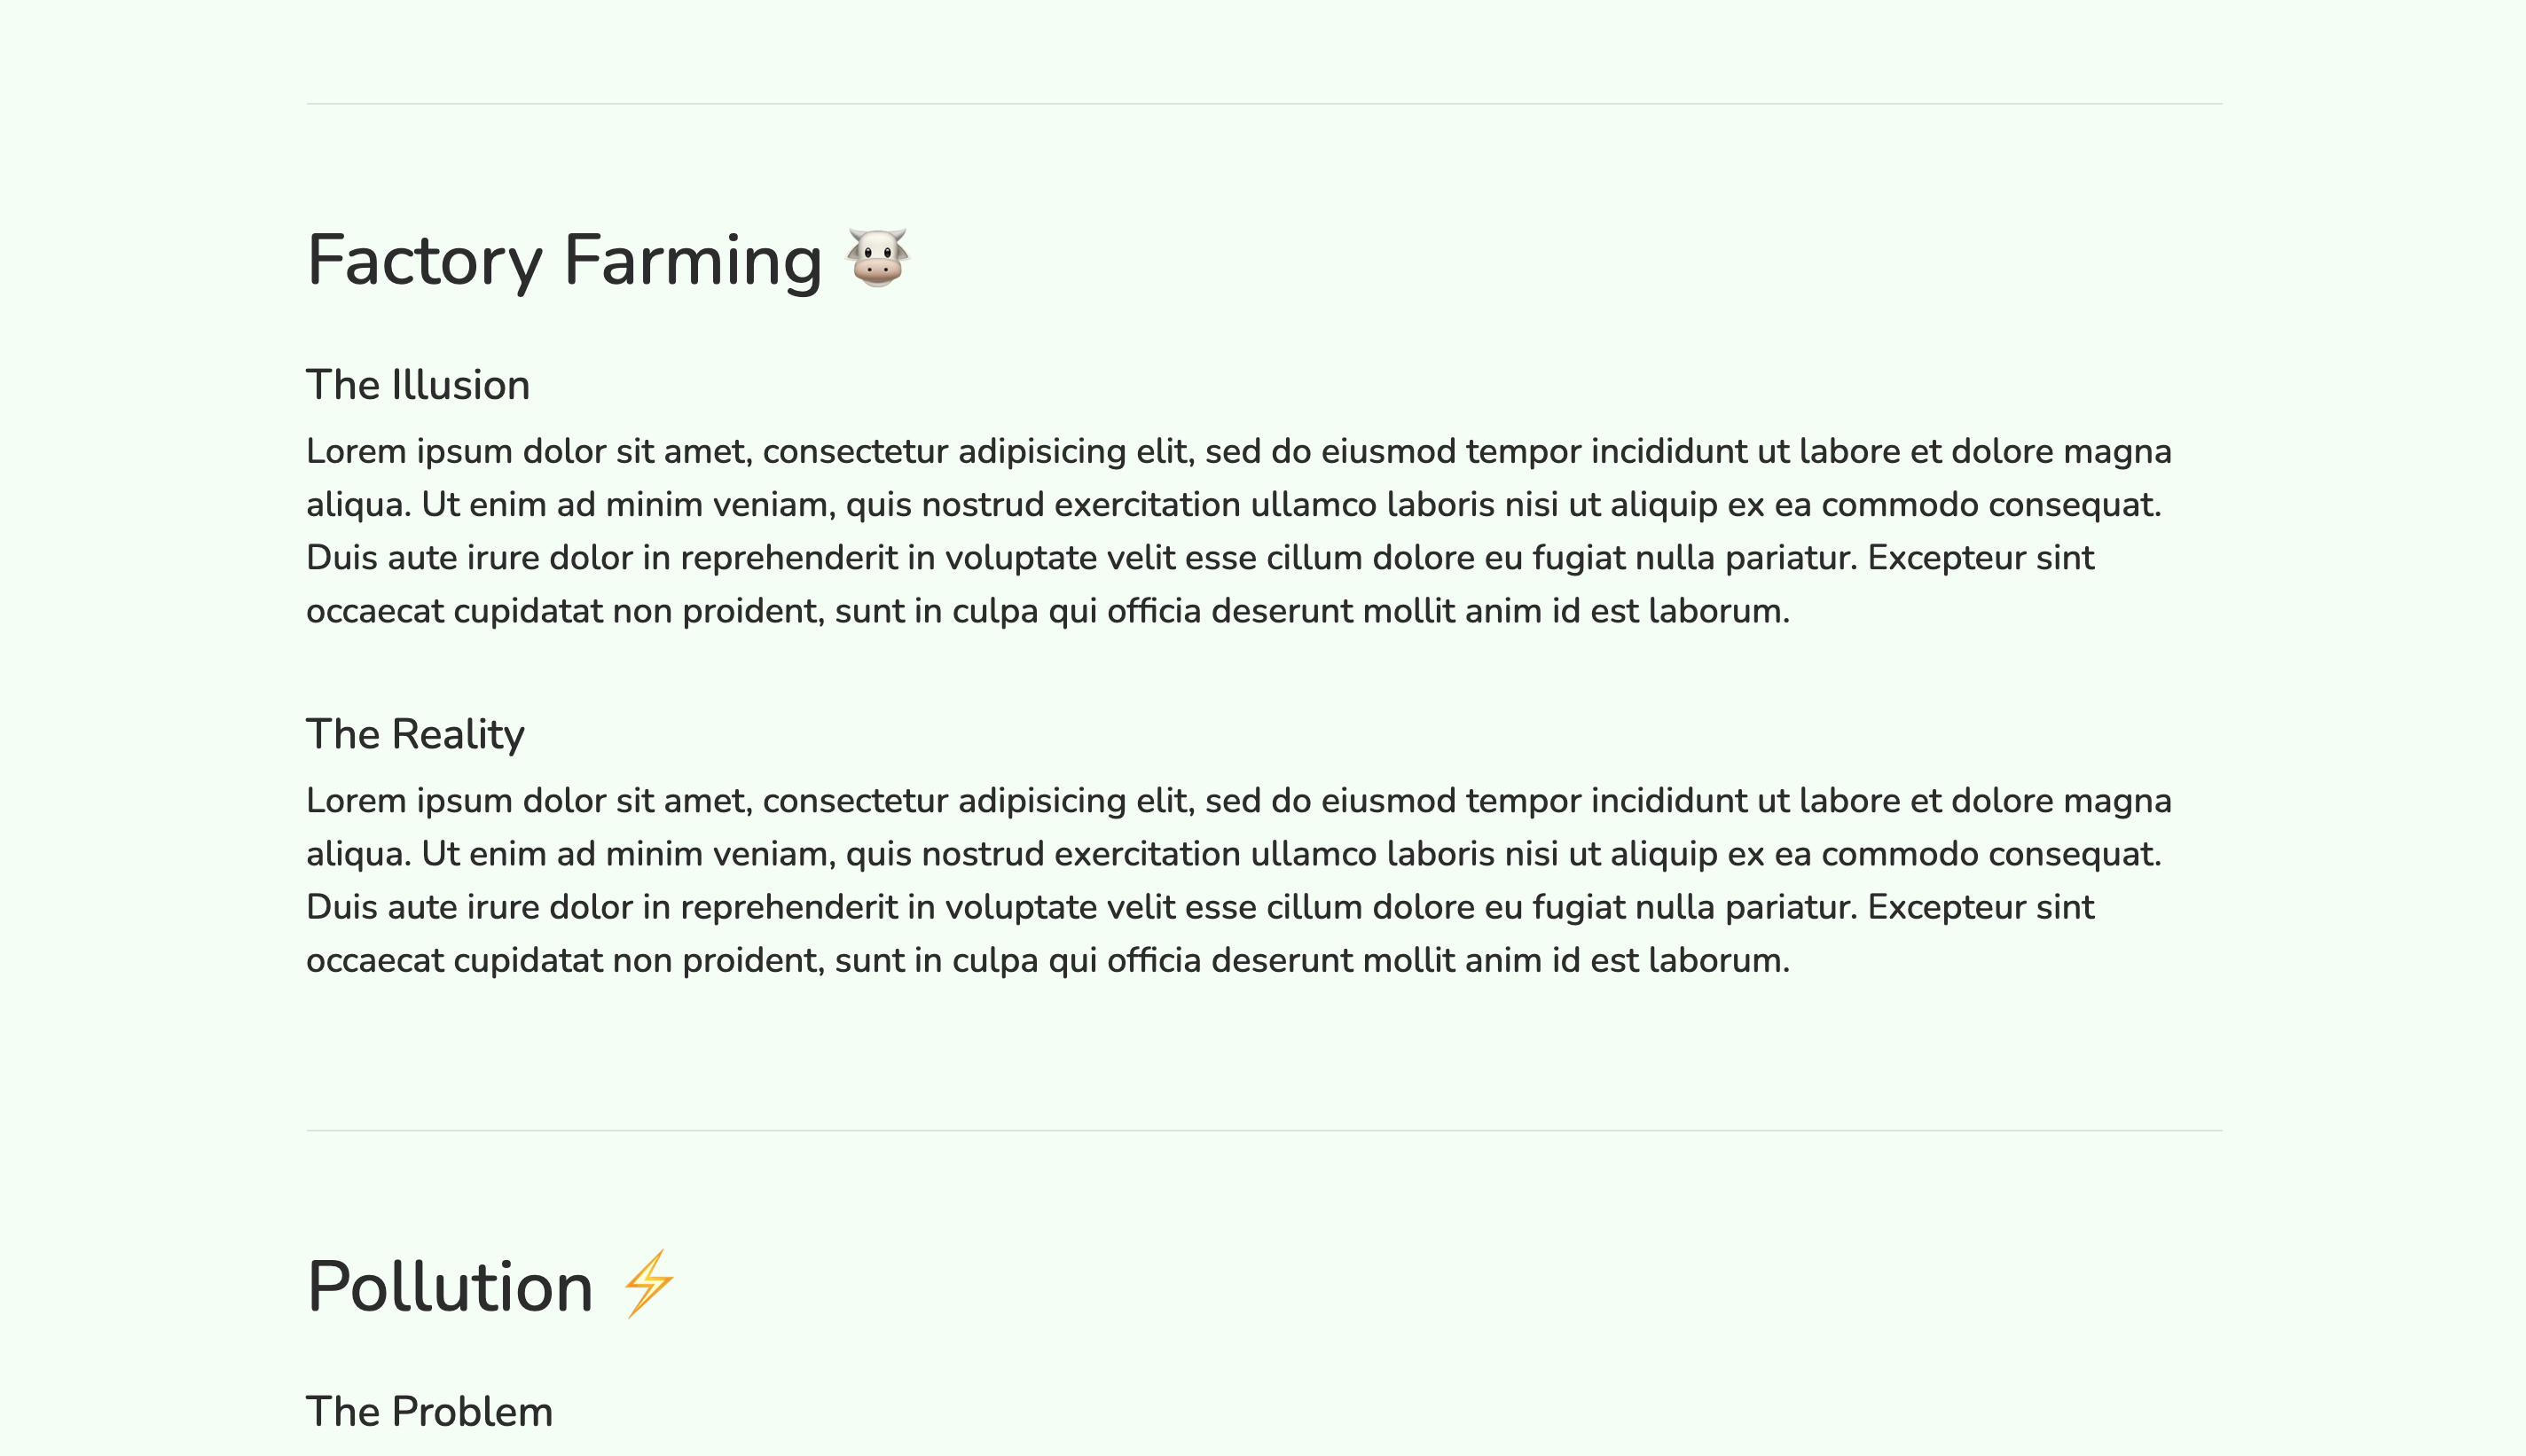 Factory Farming 🐮
The Illusion
Lorem ipsum dolor sit amet, consectetur adipisicing elit, sed do eiusmod tempor incididunt ut labore et dolore magna
aliqua. Ut enim ad minim veniam, quis nostrud exercitation ullamco laboris nisi ut aliquip ex ea commodo consequat.
Duis aute irure dolor in reprehenderit in voluptate velit esse cillum dolore eu fugiat nulla pariatur. Excepteur sint
occaecat cupidatat non proident, sunt in culpa qui officia deserunt mollit anim id est laborum.
The Reality
Lorem ipsum dolor sit amet, consectetur adipisicing elit, sed do eiusmod tempor incididunt ut labore et dolore magna
aliqua. Ut enim ad minim veniam, quis nostrud exercitation ullamco laboris nisi ut aliquip ex ea commodo consequat.
Duis aute irure dolor in reprehenderit in voluptate velit esse cillum dolore eu fugiat nulla pariatur. Excepteur sint
occaecat cupidatat non proident, sunt in culpa qui officia deserunt mollit anim id est laborum.
Pollution ⚡
The Problem